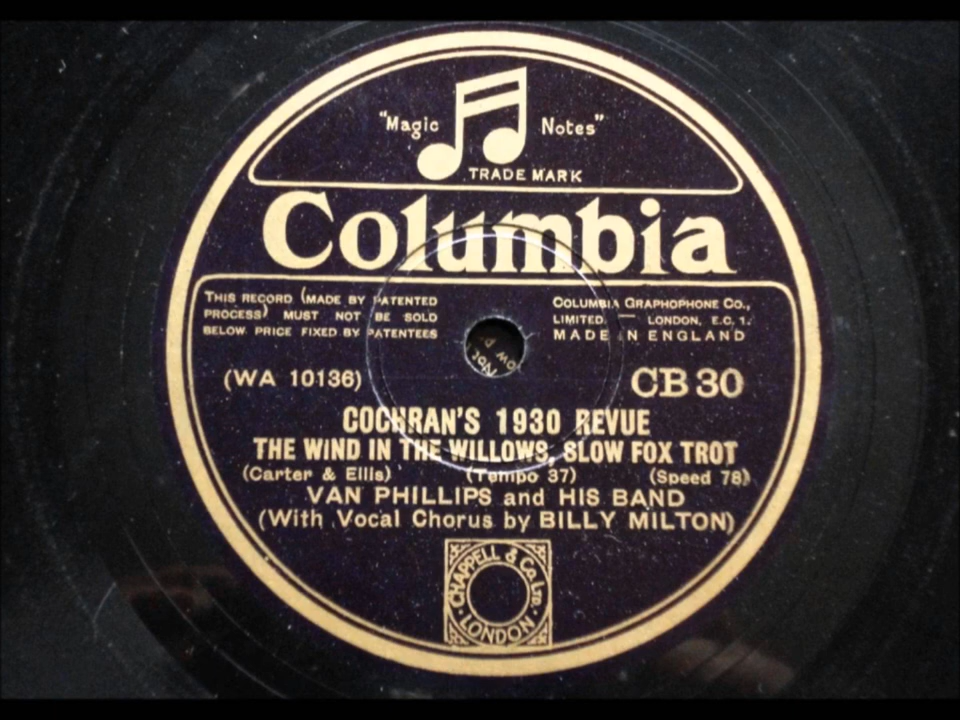 "Magic Notes"
TRADE MARK
Columbia
THIS RECORD (MADE BY PATENTED
PROCESS) MUST NOT BE SOLD
BELOW PRICE FIXED BY PATENTEES
COLUMBIA GRAPHOPHONE CO.,
LIMITED. — LONDON, E.C.1.
MADE IN ENGLAND
(WA 10136)
CB 30
COCHRAN'S 1930 REVUE
THE WIND IN THE WILLOWS, SLOW FOX TROT
(Carter & Ellis) (Tempo 37) (Speed 78)
VAN PHILLIPS and HIS BAND
(With Vocal Chorus by BILLY MILTON)
CHAPPELL & CO. LTD.
LONDON